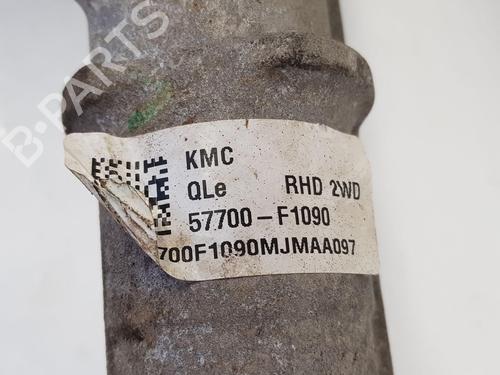 B-PARTS
KMC
QLe RHD 2WD
57700-F1090
700F1090MJMAA097